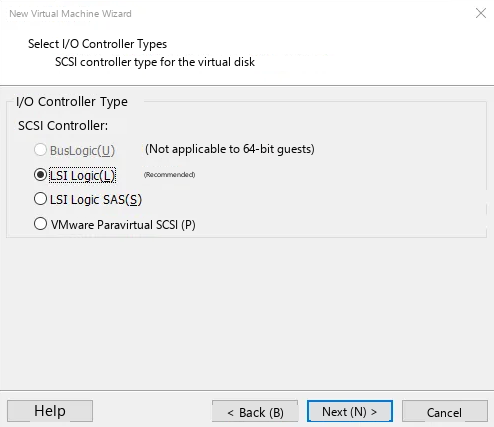 New Virtual Machine Wizard
Select I/O Controller Types
SCSI controller type for the virtual disk
I/O Controller Type
SCSI Controller:
BusLogic(U) (Not applicable to 64-bit guests)
LSI Logic(L) (Recommended)
LSI Logic SAS(S)
VMware Paravirtual SCSI (P)
Help < Back (B) Next (N) > Cancel